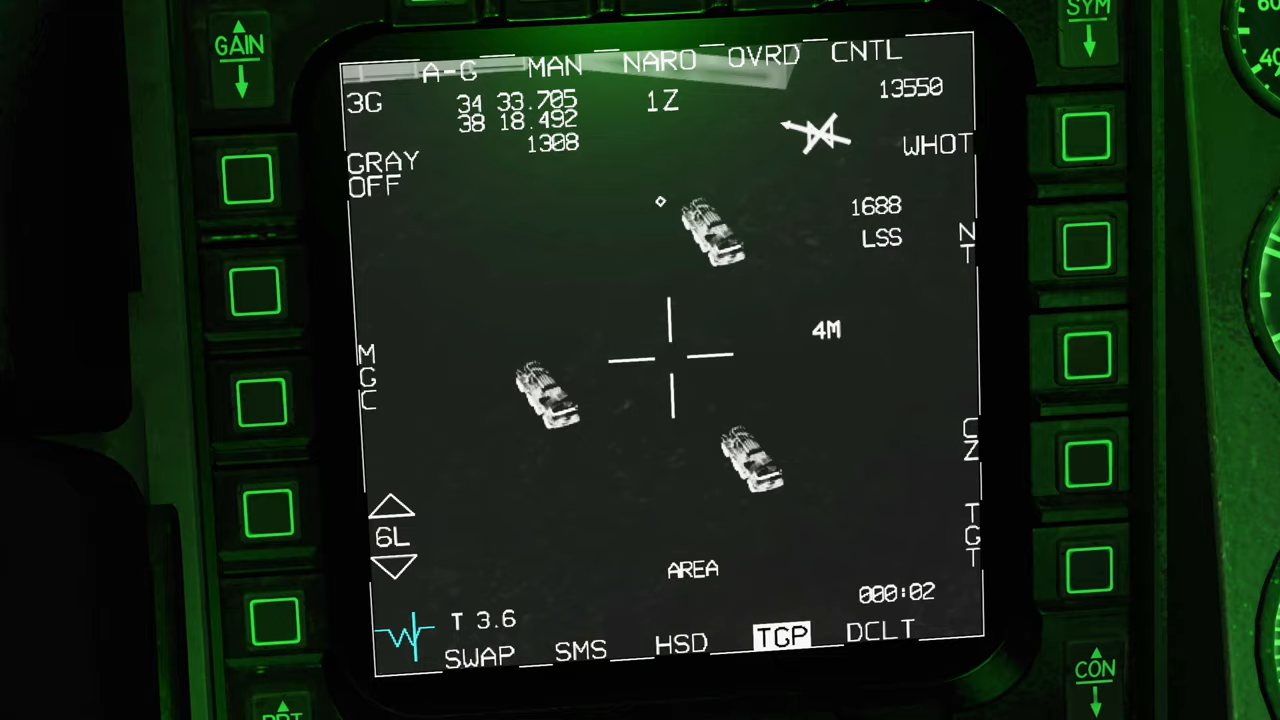 GAIN
SYM
A-G MAN NARO OVRD CNTL
3G 34 33.705 1Z 13550
38 18.492
1308
GRAY
OFF
WHOT
1688
LSS
NT
4M
MGC
CZ
6L
TGT
AREA
000:02
T 3.6
SWAP SMS HSD TGP DCLT
CON
60